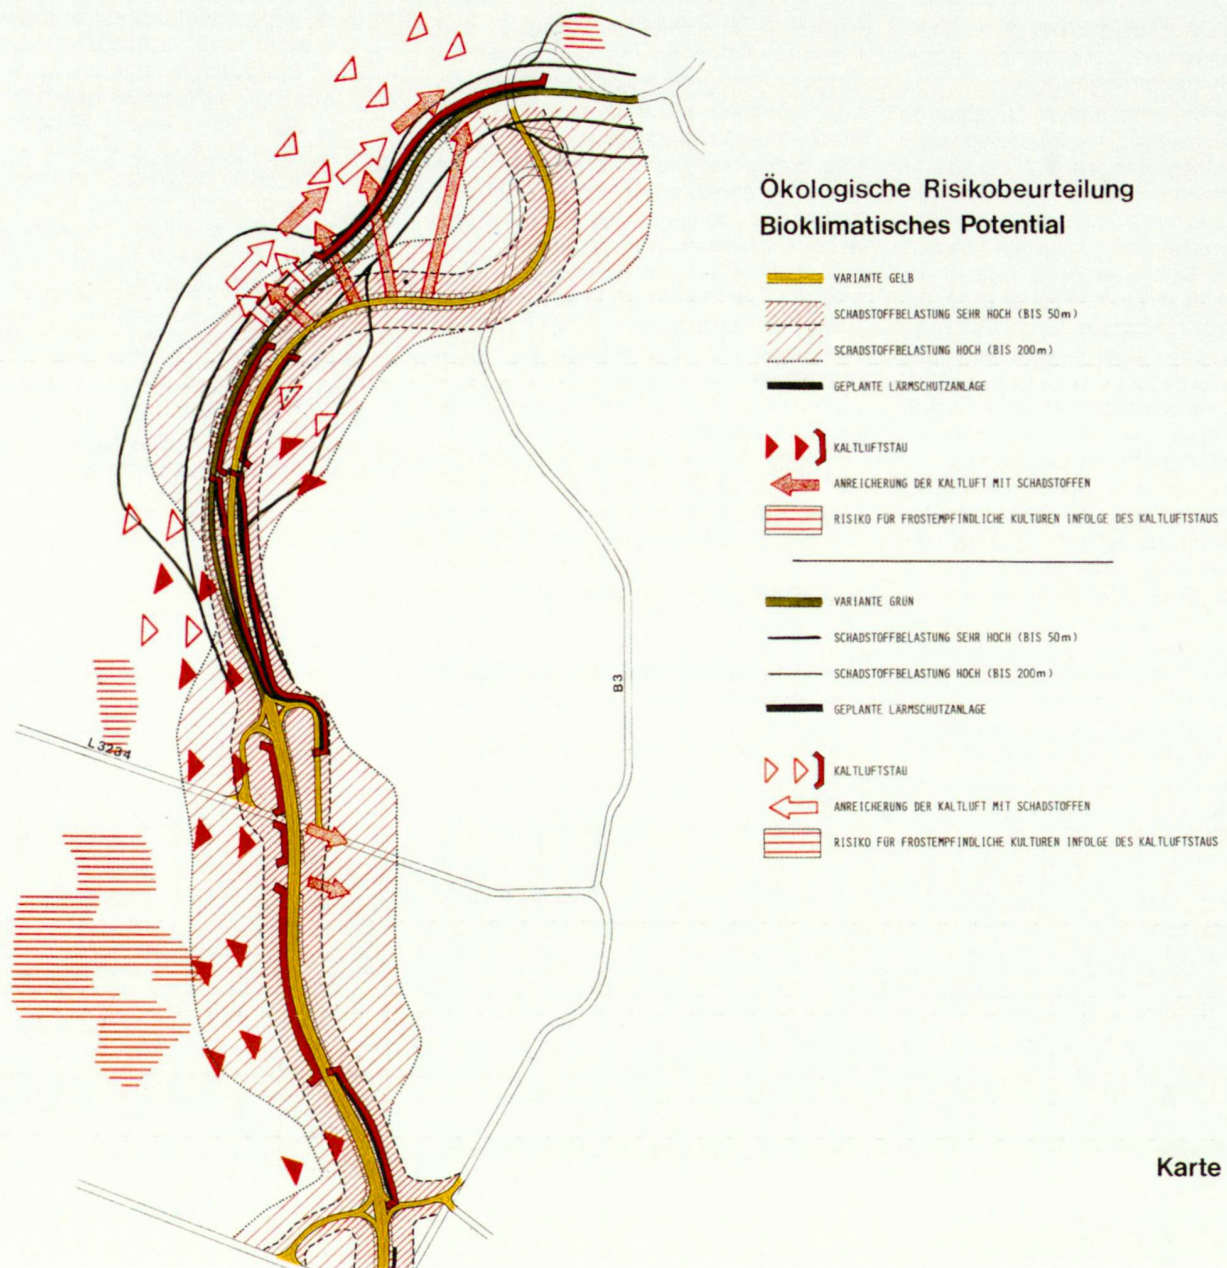 Ökologische Risikobeurteilung
Bioklimatisches Potential
VARIANTE GELB
SCHADSTOFFBELASTUNG SEHR HOCH (BIS 50m)
SCHADSTOFFBELASTUNG HOCH (BIS 200m)
GEPLANTE LÄRMSCHUTZANLAGE
KALTLUFTSTAU
ANREICHERUNG DER KALTLUFT MIT SCHADSTOFFEN
RISIKO FÜR FROSTEMPFINDLICHE KULTUREN INFOLGE DES KALTLUFTSTAUS
VARIANTE GRÜN
SCHADSTOFFBELASTUNG SEHR HOCH (BIS 50m)
SCHADSTOFFBELASTUNG HOCH (BIS 200m)
GEPLANTE LÄRMSCHUTZANLAGE
KALTLUFTSTAU
ANREICHERUNG DER KALTLUFT MIT SCHADSTOFFEN
RISIKO FÜR FROSTEMPFINDLICHE KULTUREN INFOLGE DES KALTLUFTSTAUS
B3
L3234
Karte